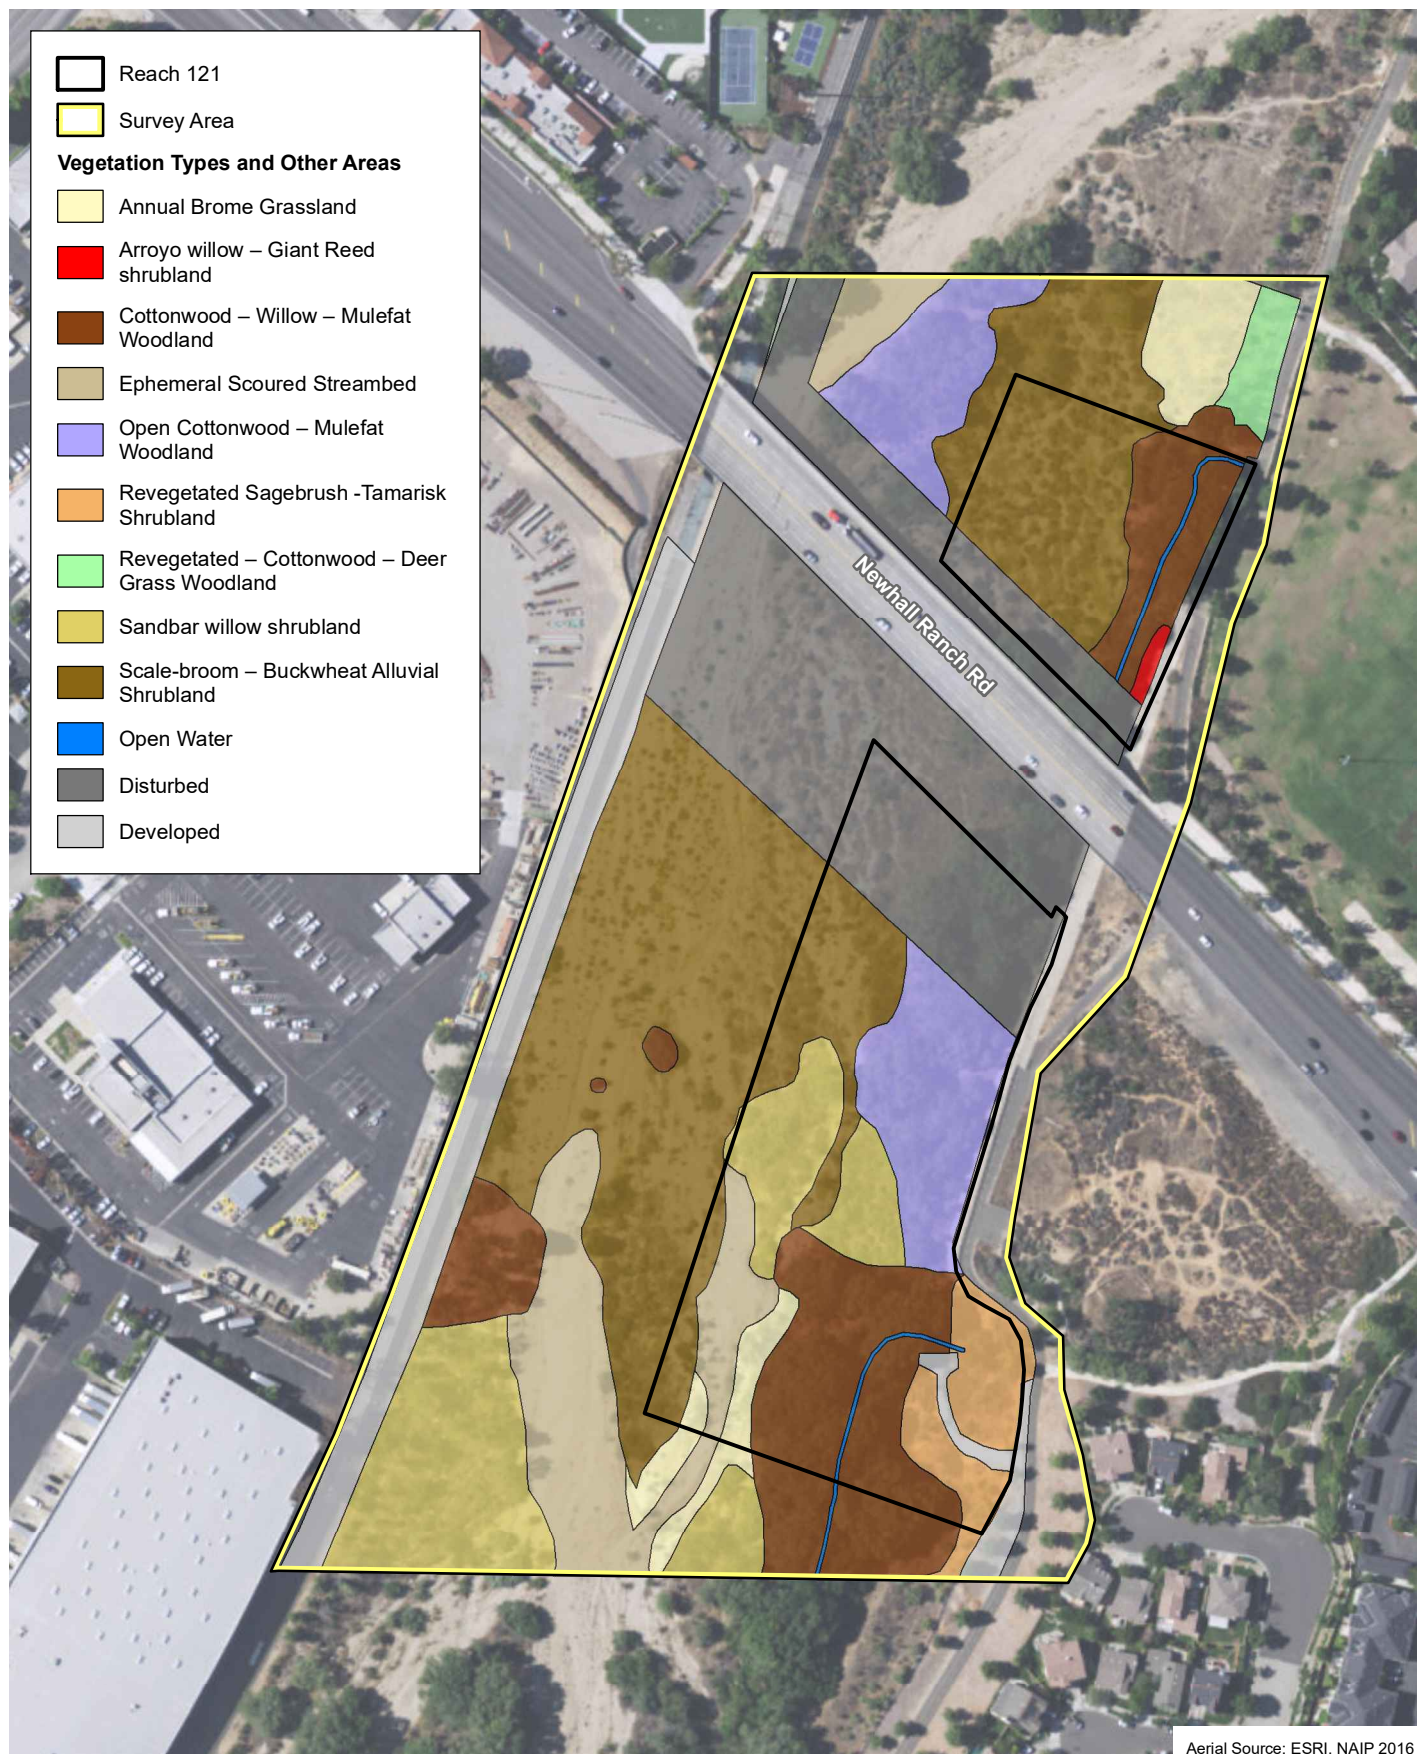 Reach 121
Survey Area
Vegetation Types and Other Areas
Annual Brome Grassland
Arroyo willow – Giant Reed
shrubland
Cottonwood – Willow – Mulefat
Woodland
Ephemeral Scoured Streambed
Open Cottonwood – Mulefat
Woodland
Revegetated Sagebrush -Tamarisk
Shrubland
Revegetated – Cottonwood – Deer
Grass Woodland
Sandbar willow shrubland
Scale-broom – Buckwheat Alluvial
Shrubland
Open Water
Disturbed
Developed
Newhall Ranch Rd
Aerial Source: ESRI, NAIP 2016